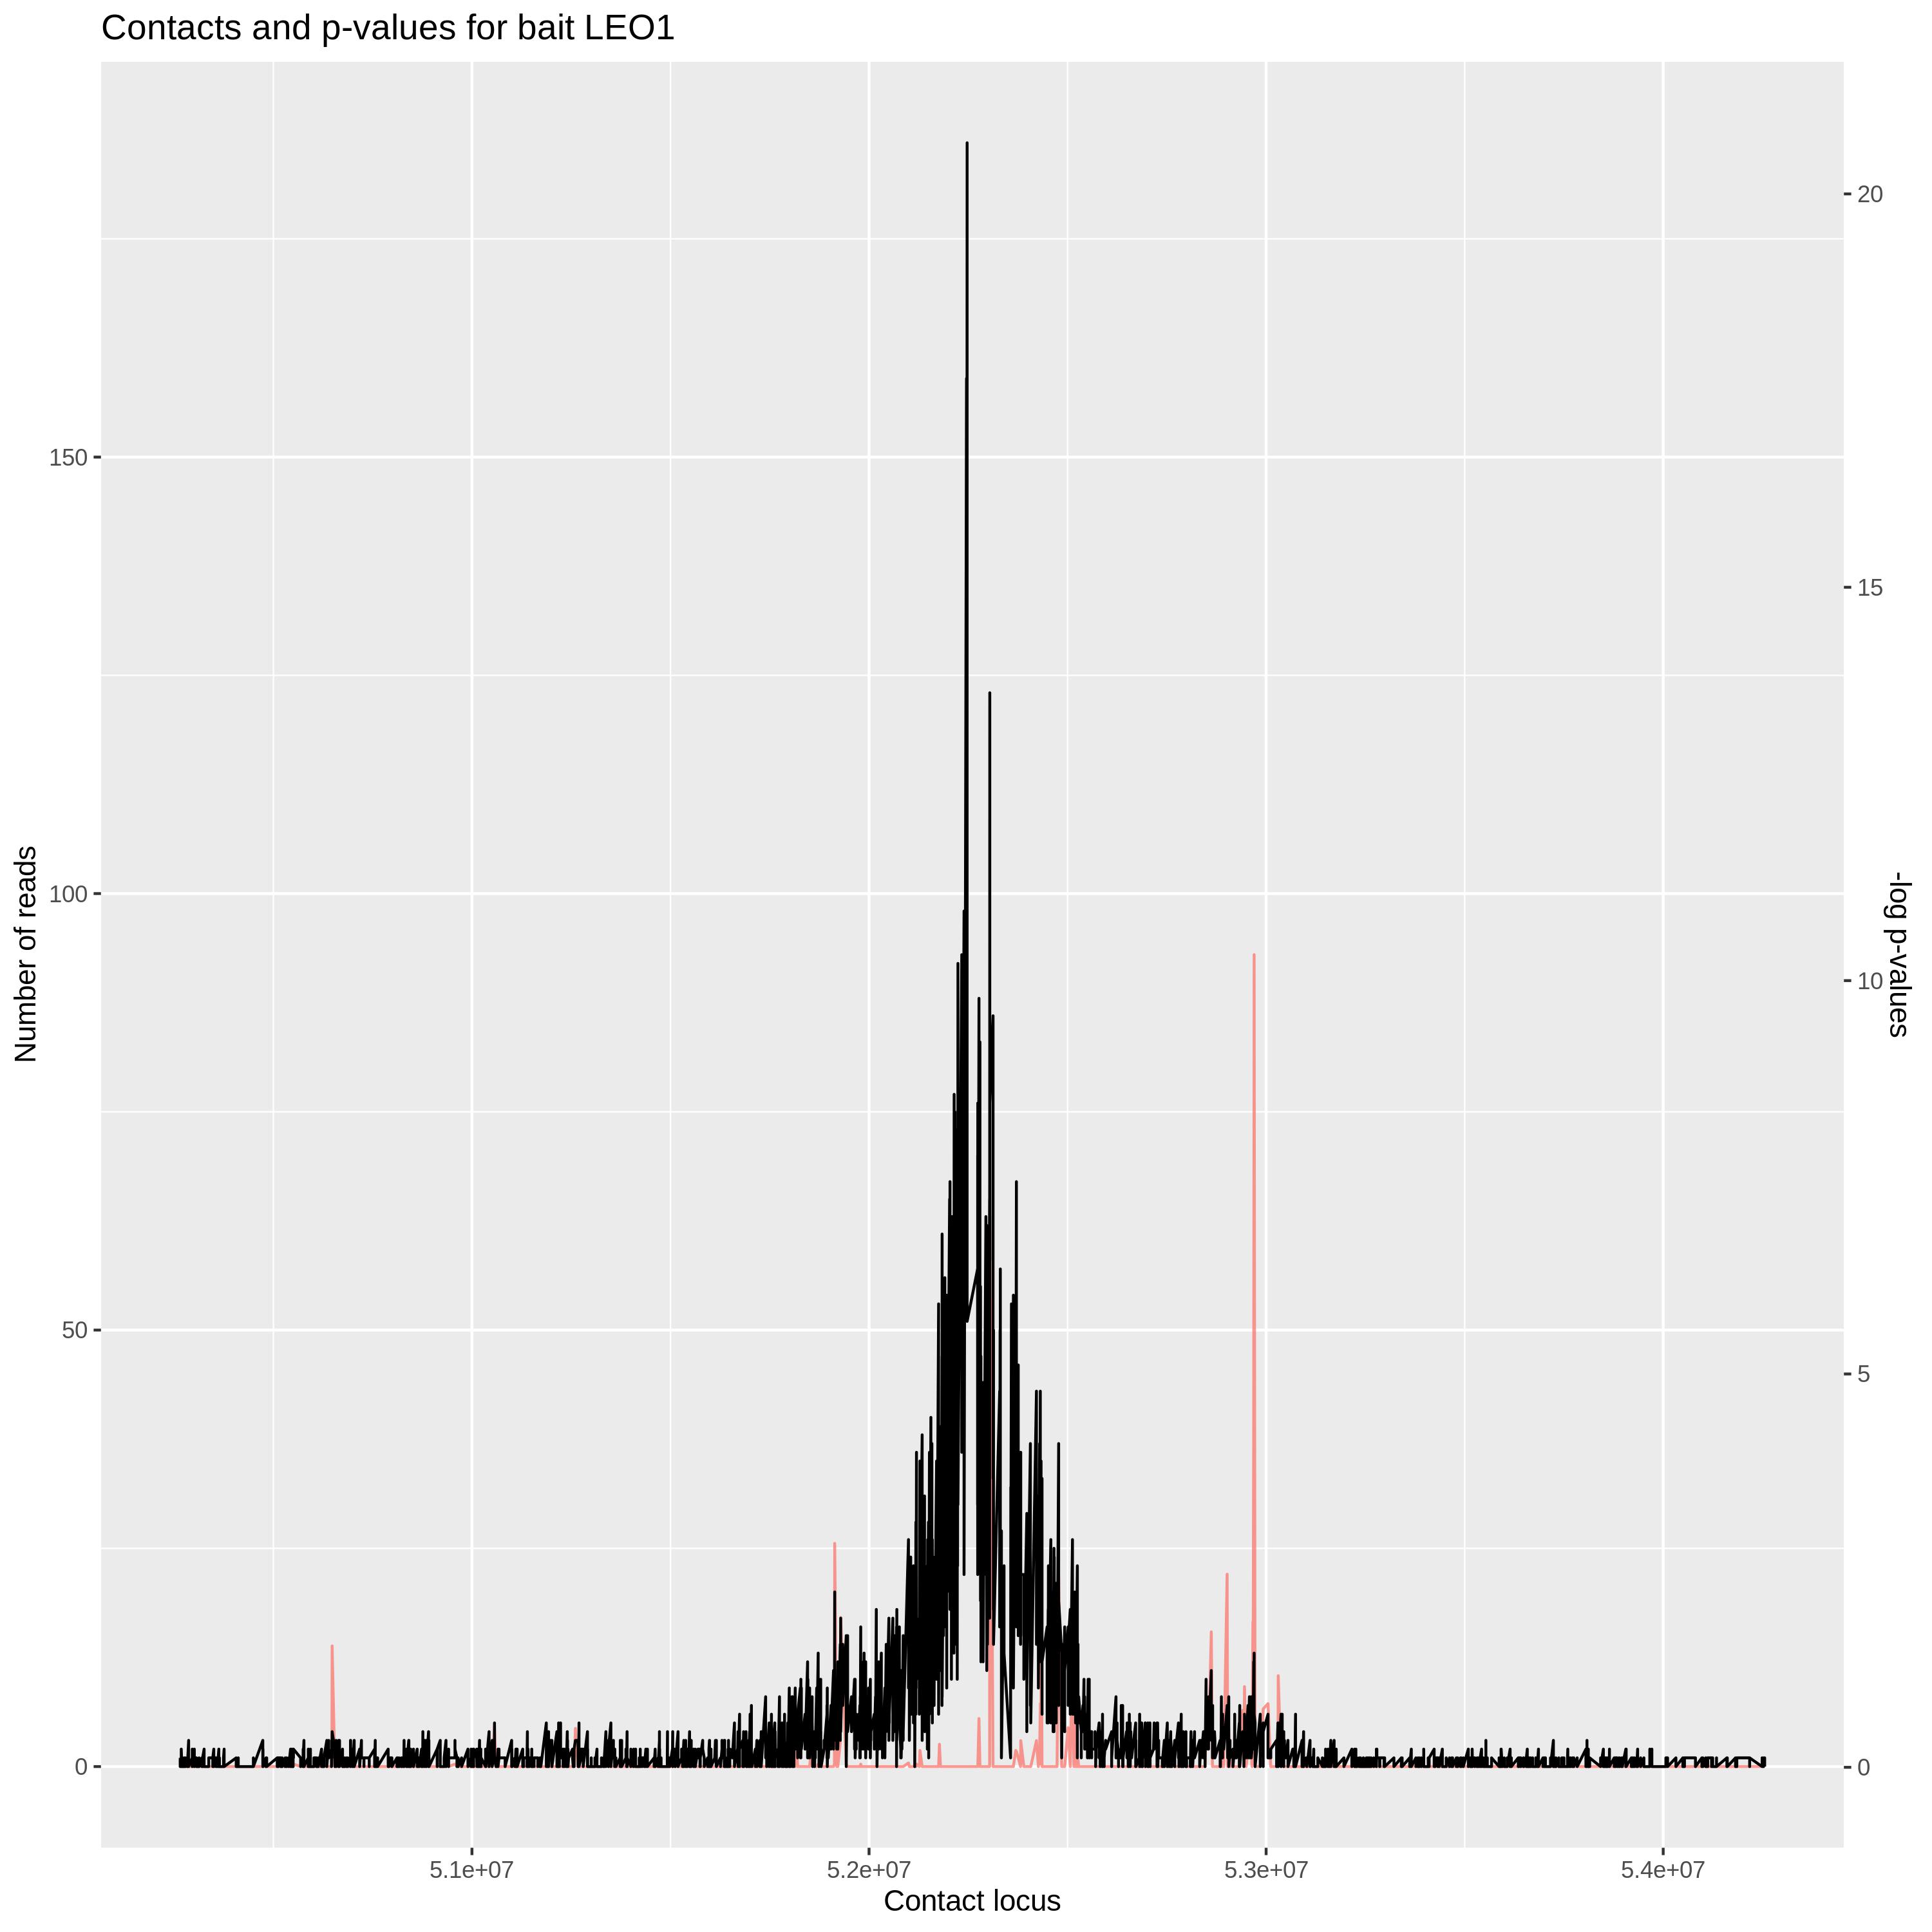 Contacts and p-values for bait LEO1
Number of reads
150
100
50
0
20
15
10
5
0
-log p-values
5.1e+07
5.2e+07
5.3e+07
5.4e+07
Contact locus